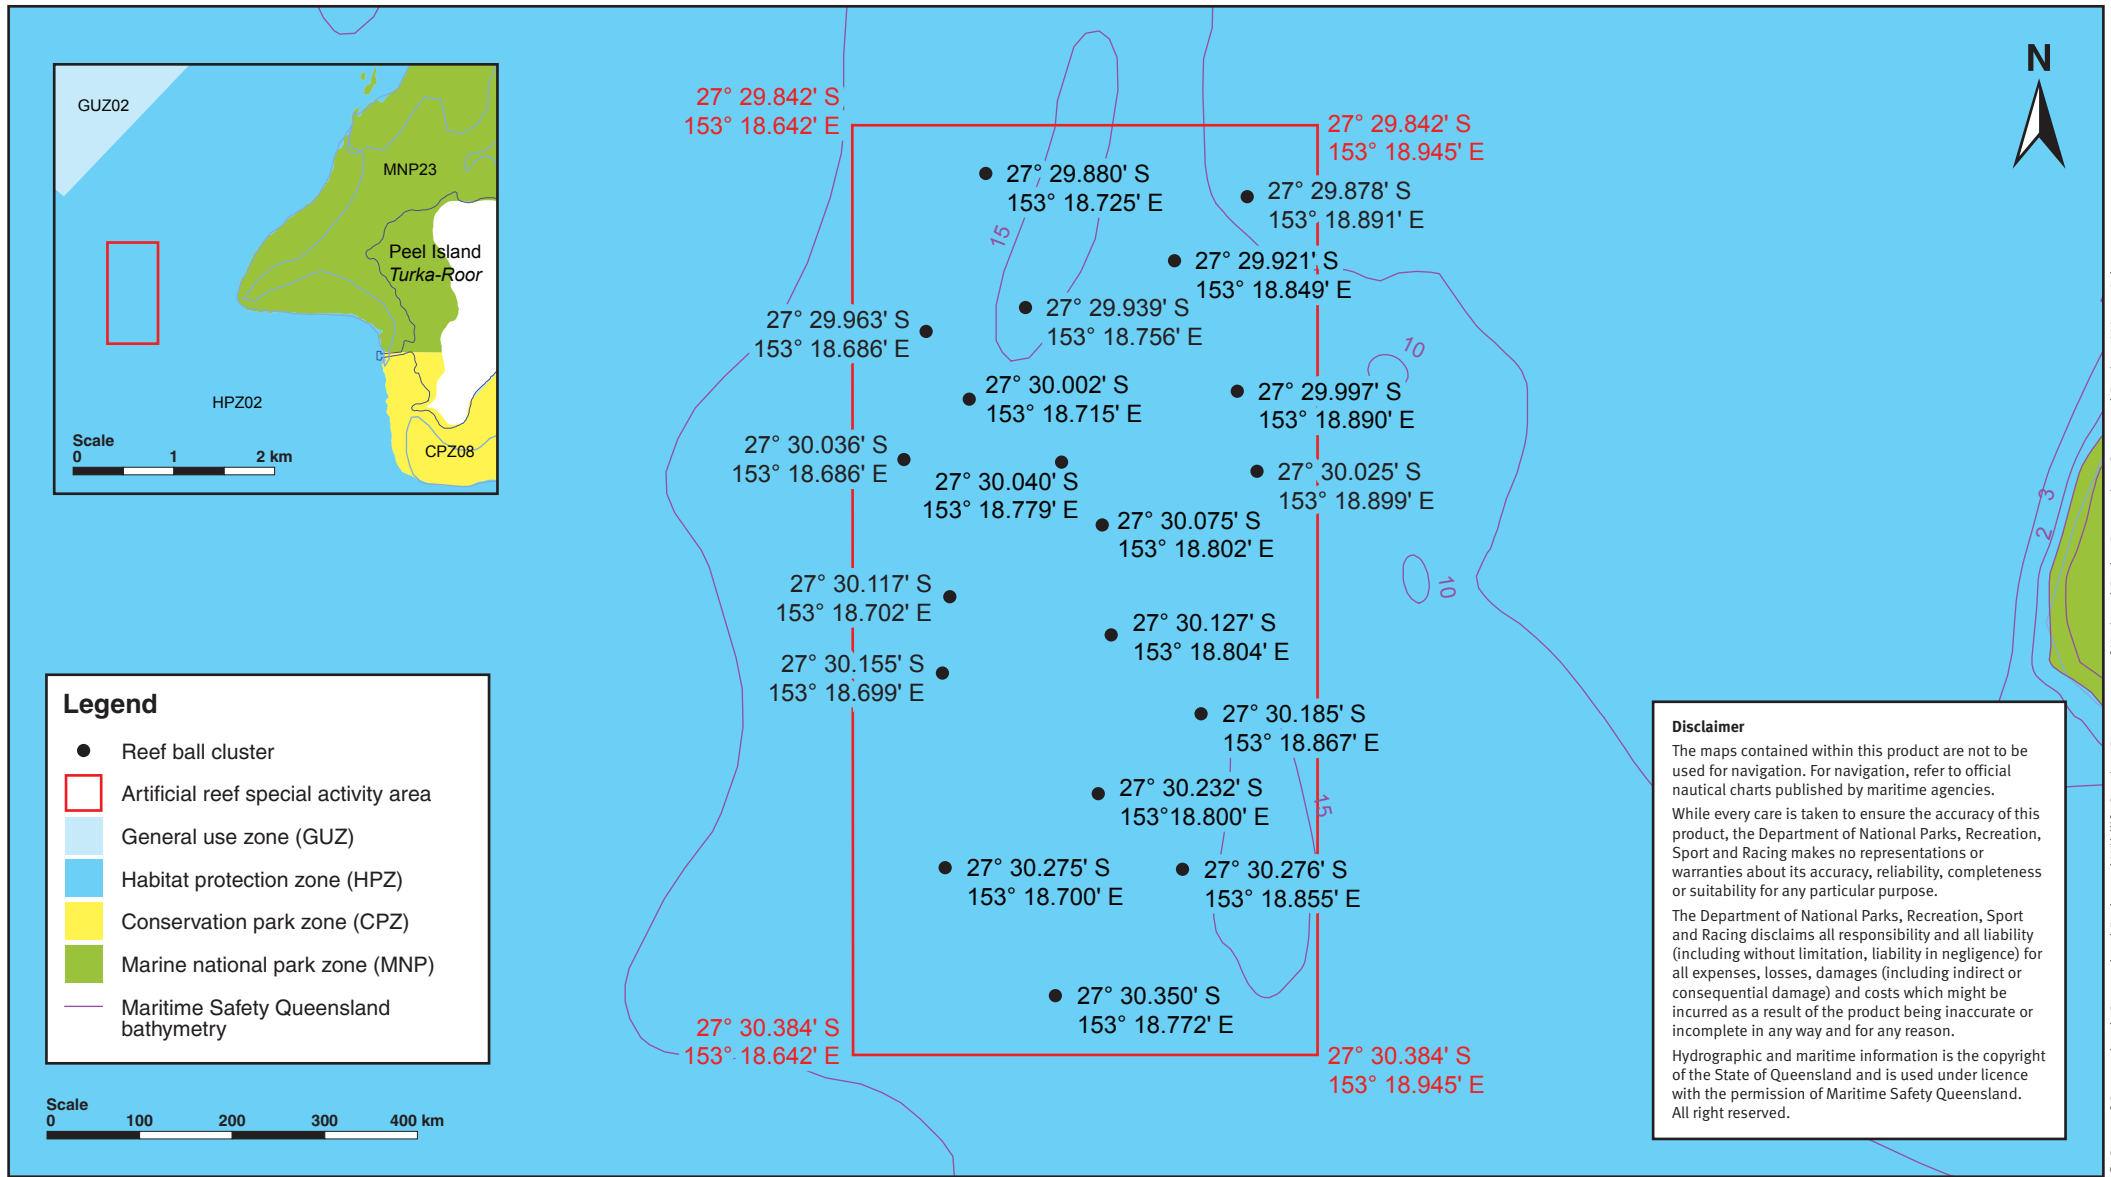 GUZ02
MNP23
Peel Island
Turka-Roor
HPZ02
CPZ08
Scale
0 1 2 km
Legend
Reef ball cluster
Artificial reef special activity area
General use zone (GUZ)
Habitat protection zone (HPZ)
Conservation park zone (CPZ)
Marine national park zone (MNP)
Maritime Safety Queensland
bathymetry
Scale
0 100 200 300 400 km
N
27° 29.842' S
153° 18.642' E
27° 29.842' S
153° 18.945' E
27° 29.880' S
153° 18.725' E
27° 29.878' S
153° 18.891' E
15
27° 29.921' S
153° 18.849' E
27° 29.939' S
153° 18.756' E
27° 29.963' S
153° 18.686' E
10
27° 30.002' S
153° 18.715' E
27° 29.997' S
153° 18.890' E
27° 30.036' S
153° 18.686' E
27° 30.040' S
153° 18.779' E
27° 30.025' S
153° 18.899' E
3
2
27° 30.075' S
153° 18.802' E
27° 30.117' S
153° 18.702' E
10
27° 30.127' S
153° 18.804' E
27° 30.155' S
153° 18.699' E
27° 30.185' S
153° 18.867' E
27° 30.232' S
153°18.800' E
15
27° 30.275' S
153° 18.700' E
27° 30.276' S
153° 18.855' E
27° 30.350' S
153° 18.772' E
27° 30.384' S
153° 18.642' E
27° 30.384' S
153° 18.945' E
Disclaimer
The maps contained within this product are not to be
used for navigation. For navigation, refer to official
nautical charts published by maritime agencies.
While every care is taken to ensure the accuracy of this
product, the Department of National Parks, Recreation,
Sport and Racing makes no representations or
warranties about its accuracy, reliability, completeness
or suitability for any particular purpose.
The Department of National Parks, Recreation, Sport
and Racing disclaims all responsibility and all liability
(including without limitation, liability in negligence) for
all expenses, losses, damages (including indirect or
consequential damage) and costs which might be
incurred as a result of the product being inaccurate or
incomplete in any way and for any reason.
Hydrographic and maritime information is the copyright
of the State of Queensland and is used under licence
with the permission of Maritime Safety Queensland.
All right reserved.